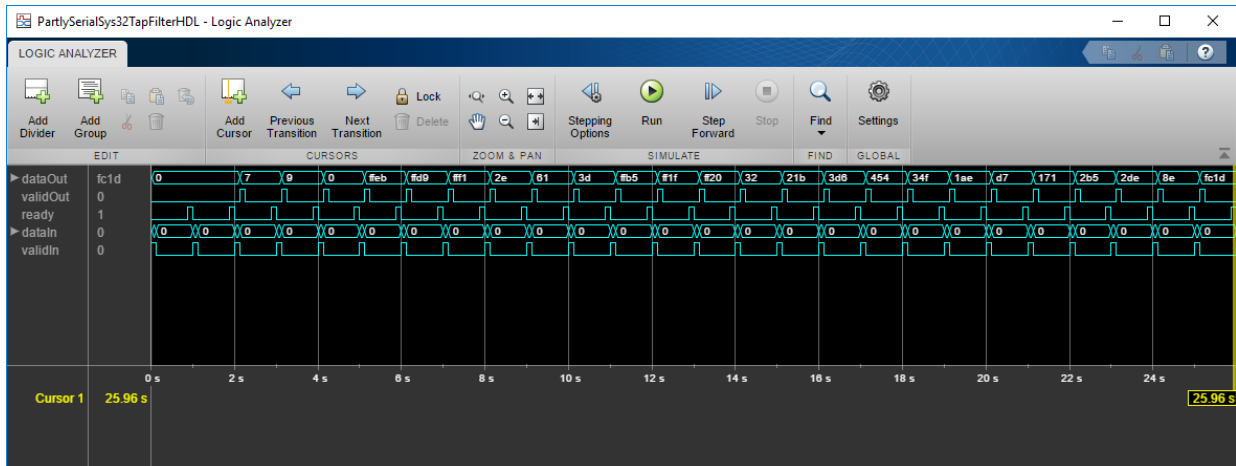 PartlySerialSys32TapFilterHDL - Logic Analyzer
LOGIC ANALYZER
Add Divider
Add Group
Add Cursor
Previous Transition
Next Transition
Lock
Delete
Stepping Options
Run
Step Forward
Stop
Find
Settings
EDIT CURSORS ZOOM & PAN SIMULATE FIND GLOBAL
dataOut fc1d 0 7 9 0 ffeb ffd9 fff1 2e 61 3d ffb5 ff1f ff20 32 21b 3d6 454 34f 1ae d7 171 2b5 2de 8e fc1d
validOut 0
ready 1
dataIn 0 0 0 0 0 0 0 0 0 0 0 0 0 0 0 0 0 0 0 0 0 0 0 0 0 0 0 0
validIn 0
0 s 2 s 4 s 6 s 8 s 10 s 12 s 14 s 16 s 18 s 20 s 22 s 24 s
Cursor 1 25.96 s 25.96 s